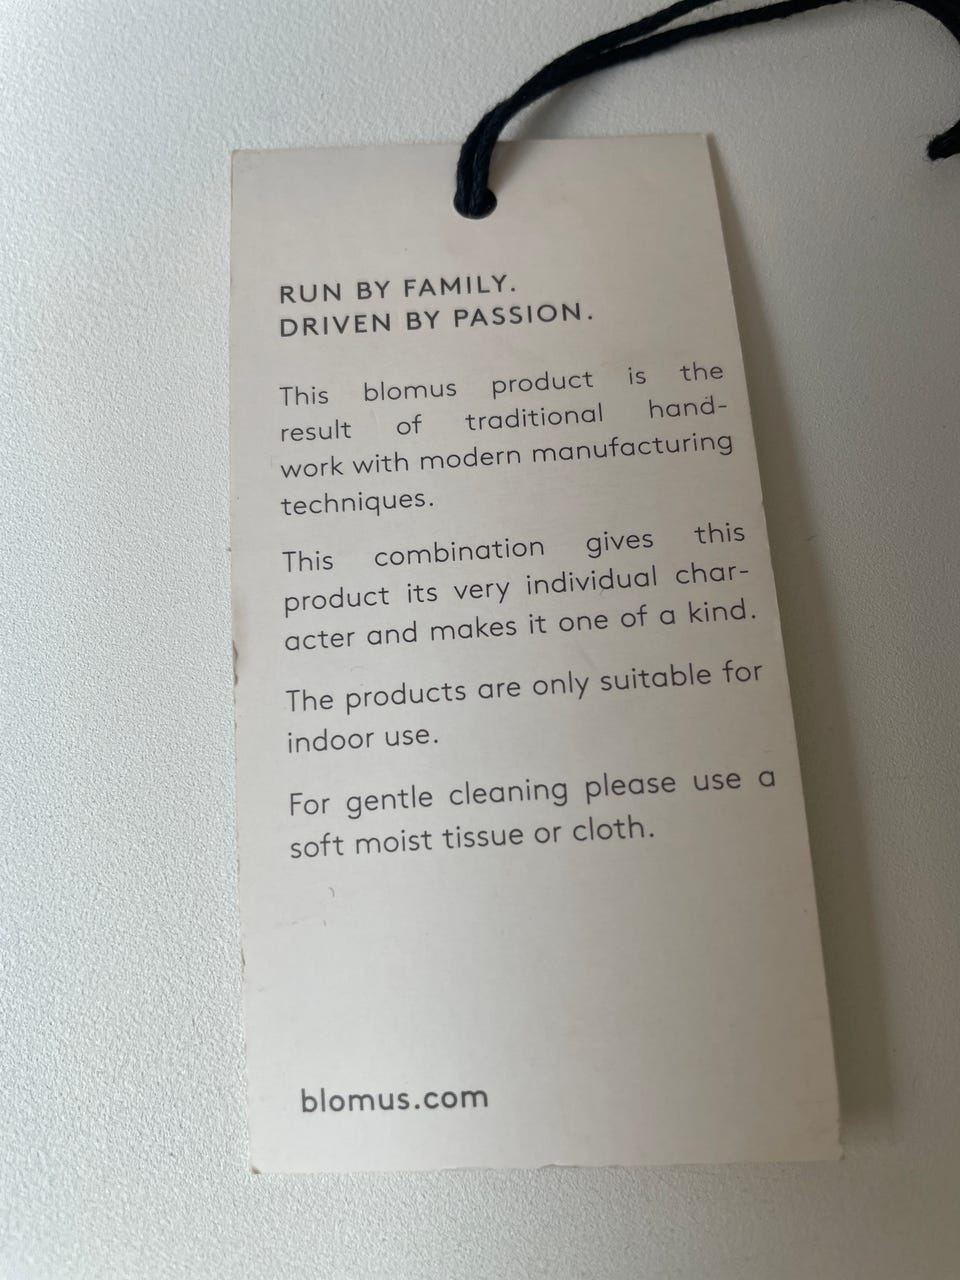 RUN BY FAMILY.
DRIVEN BY PASSION.
This blomus product is the
result of traditional hand-
work with modern manufacturing
techniques.
This combination gives this
product its very individual char-
acter and makes it one of a kind.
The products are only suitable for
indoor use.
For gentle cleaning please use a
soft moist tissue or cloth.
blomus.com